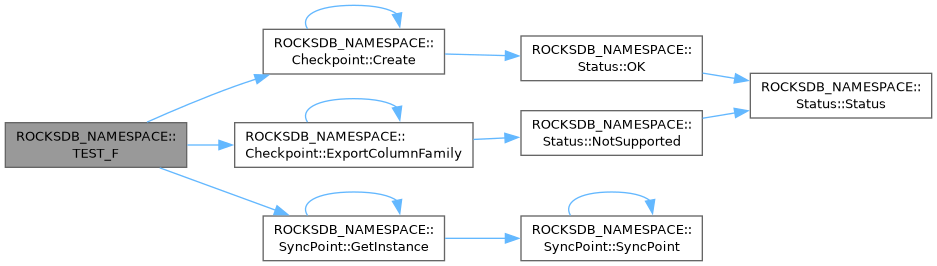 ROCKSDB_NAMESPACE::
TEST_F
ROCKSDB_NAMESPACE::
Checkpoint::Create
ROCKSDB_NAMESPACE::
Checkpoint::ExportColumnFamily
ROCKSDB_NAMESPACE::
SyncPoint::GetInstance
ROCKSDB_NAMESPACE::
Status::OK
ROCKSDB_NAMESPACE::
Status::NotSupported
ROCKSDB_NAMESPACE::
SyncPoint::SyncPoint
ROCKSDB_NAMESPACE::
Status::Status